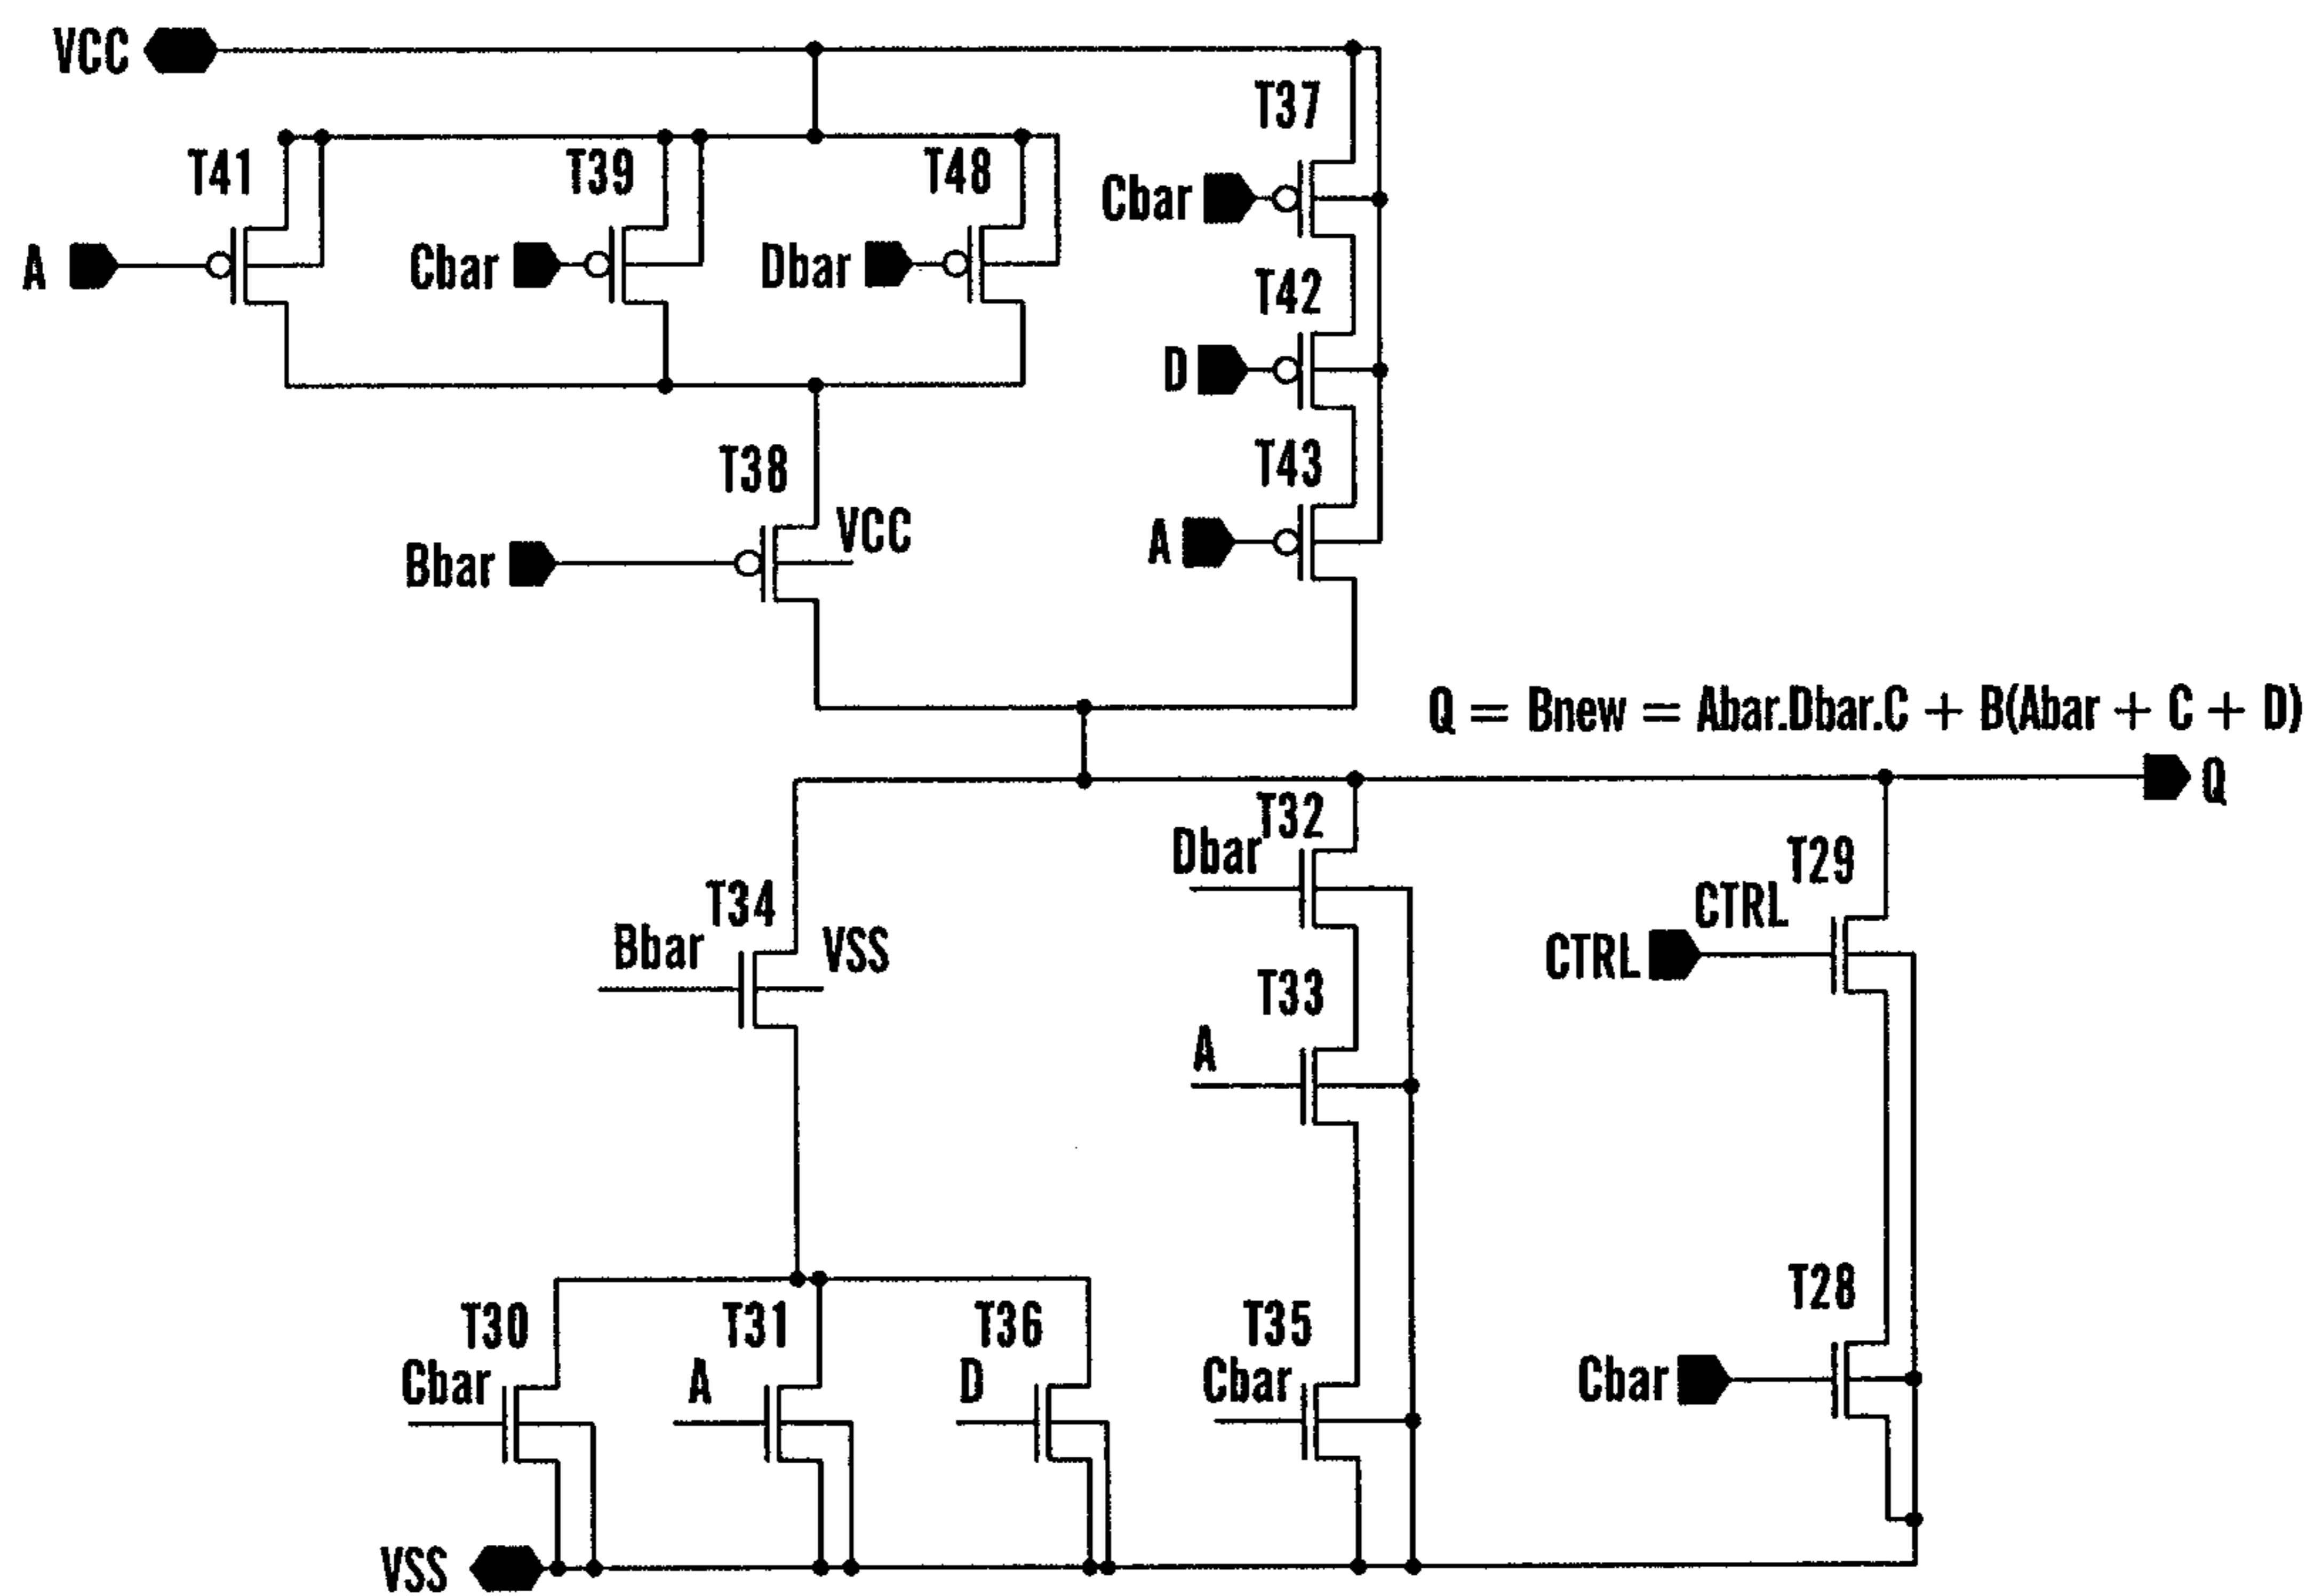 VCC
T37
T41
T39
T48
Cbar
A
Cbar
Dbar
T42
D
T38
T43
VCC
A
Bbar
Q = Bnew = Abar.Dbar.C + B(Abar + C + D)
Q
T32
Dbar
T29
T34
CTRL
Bbar
VSS
CTRL
T33
A
T28
T30
T31
T36
T35
Cbar
A
D
Cbar
Cbar
VSS